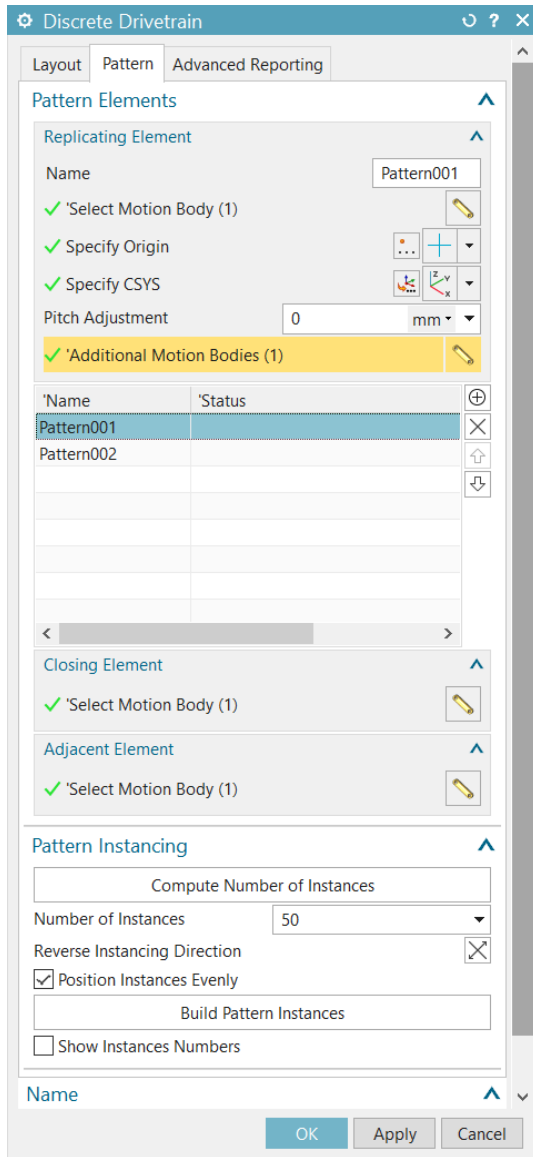 Discrete Drivetrain ?
Layout Pattern Advanced Reporting
Pattern Elements
Replicating Element
Name Pattern001
'Select Motion Body (1)
Specify Origin
Specify CSYS
Pitch Adjustment 0 mm
'Additional Motion Bodies (1)
'Name 'Status
Pattern001
Pattern002
Closing Element
'Select Motion Body (1)
Adjacent Element
'Select Motion Body (1)
Pattern Instancing
Compute Number of Instances
Number of Instances 50
Reverse Instancing Direction
Position Instances Evenly
Build Pattern Instances
Show Instances Numbers
Name
OK Apply Cancel